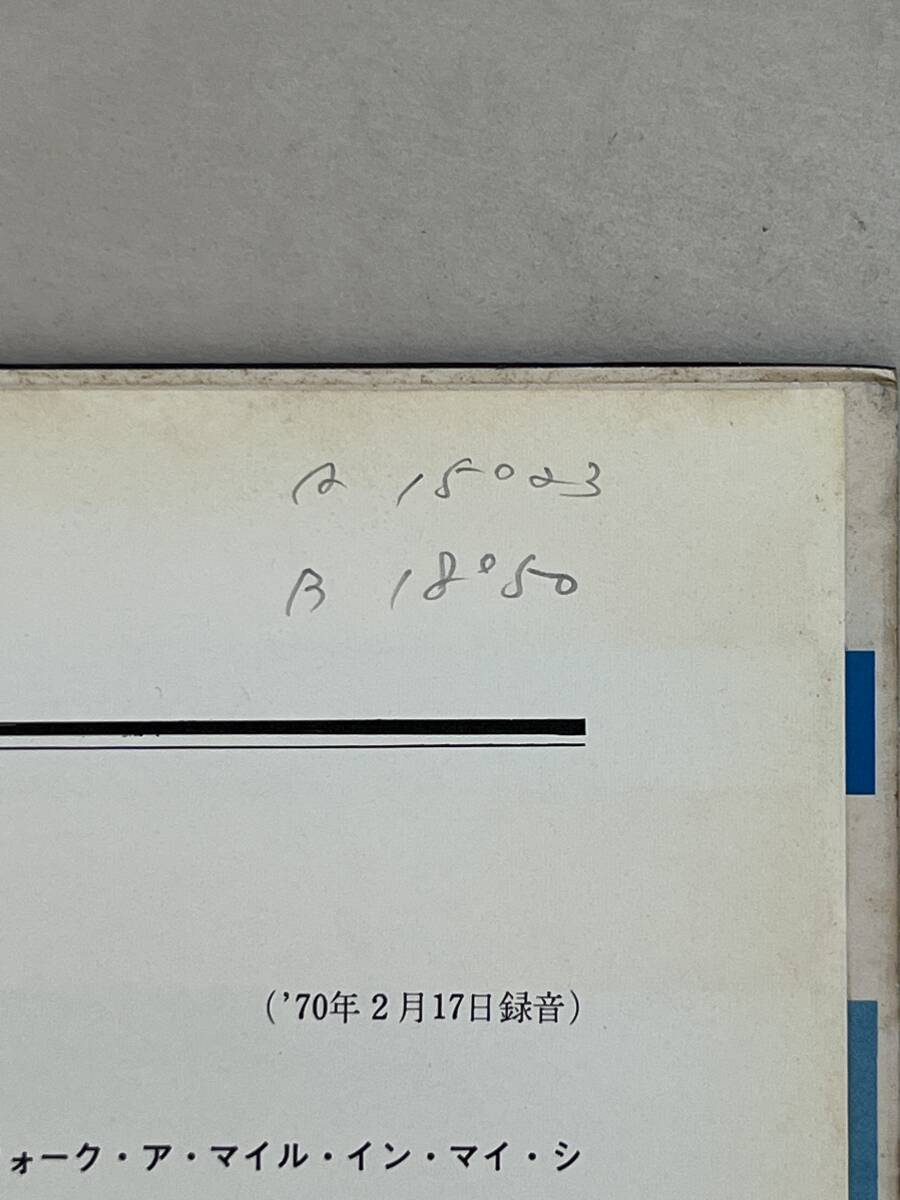 A 15°23
B 18°50
('70年2月17日録音)
ォーク・ア・マイル・イン・マイ・シ